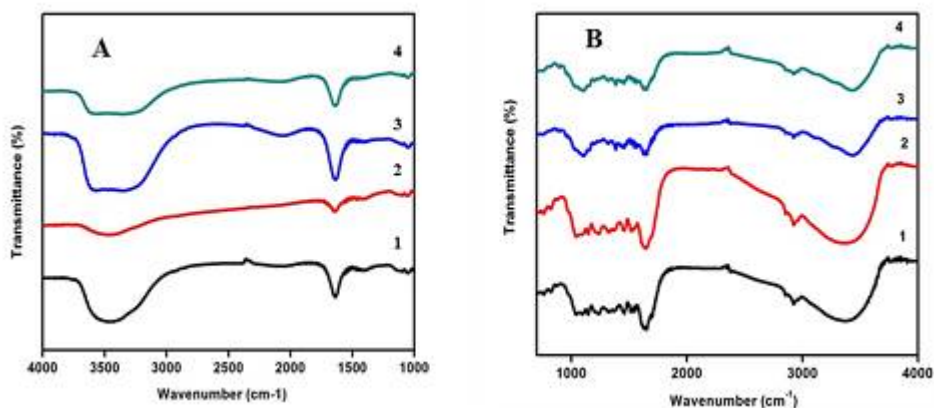 A
4
3
2
1
Transmittance (%)
4000 3500 3000 2500 2000 1500 1000
Wavenumber (cm-1)
B
4
3
2
1
Transmittance (%)
1000 2000 3000 4000
Wavenumber (cm⁻¹)